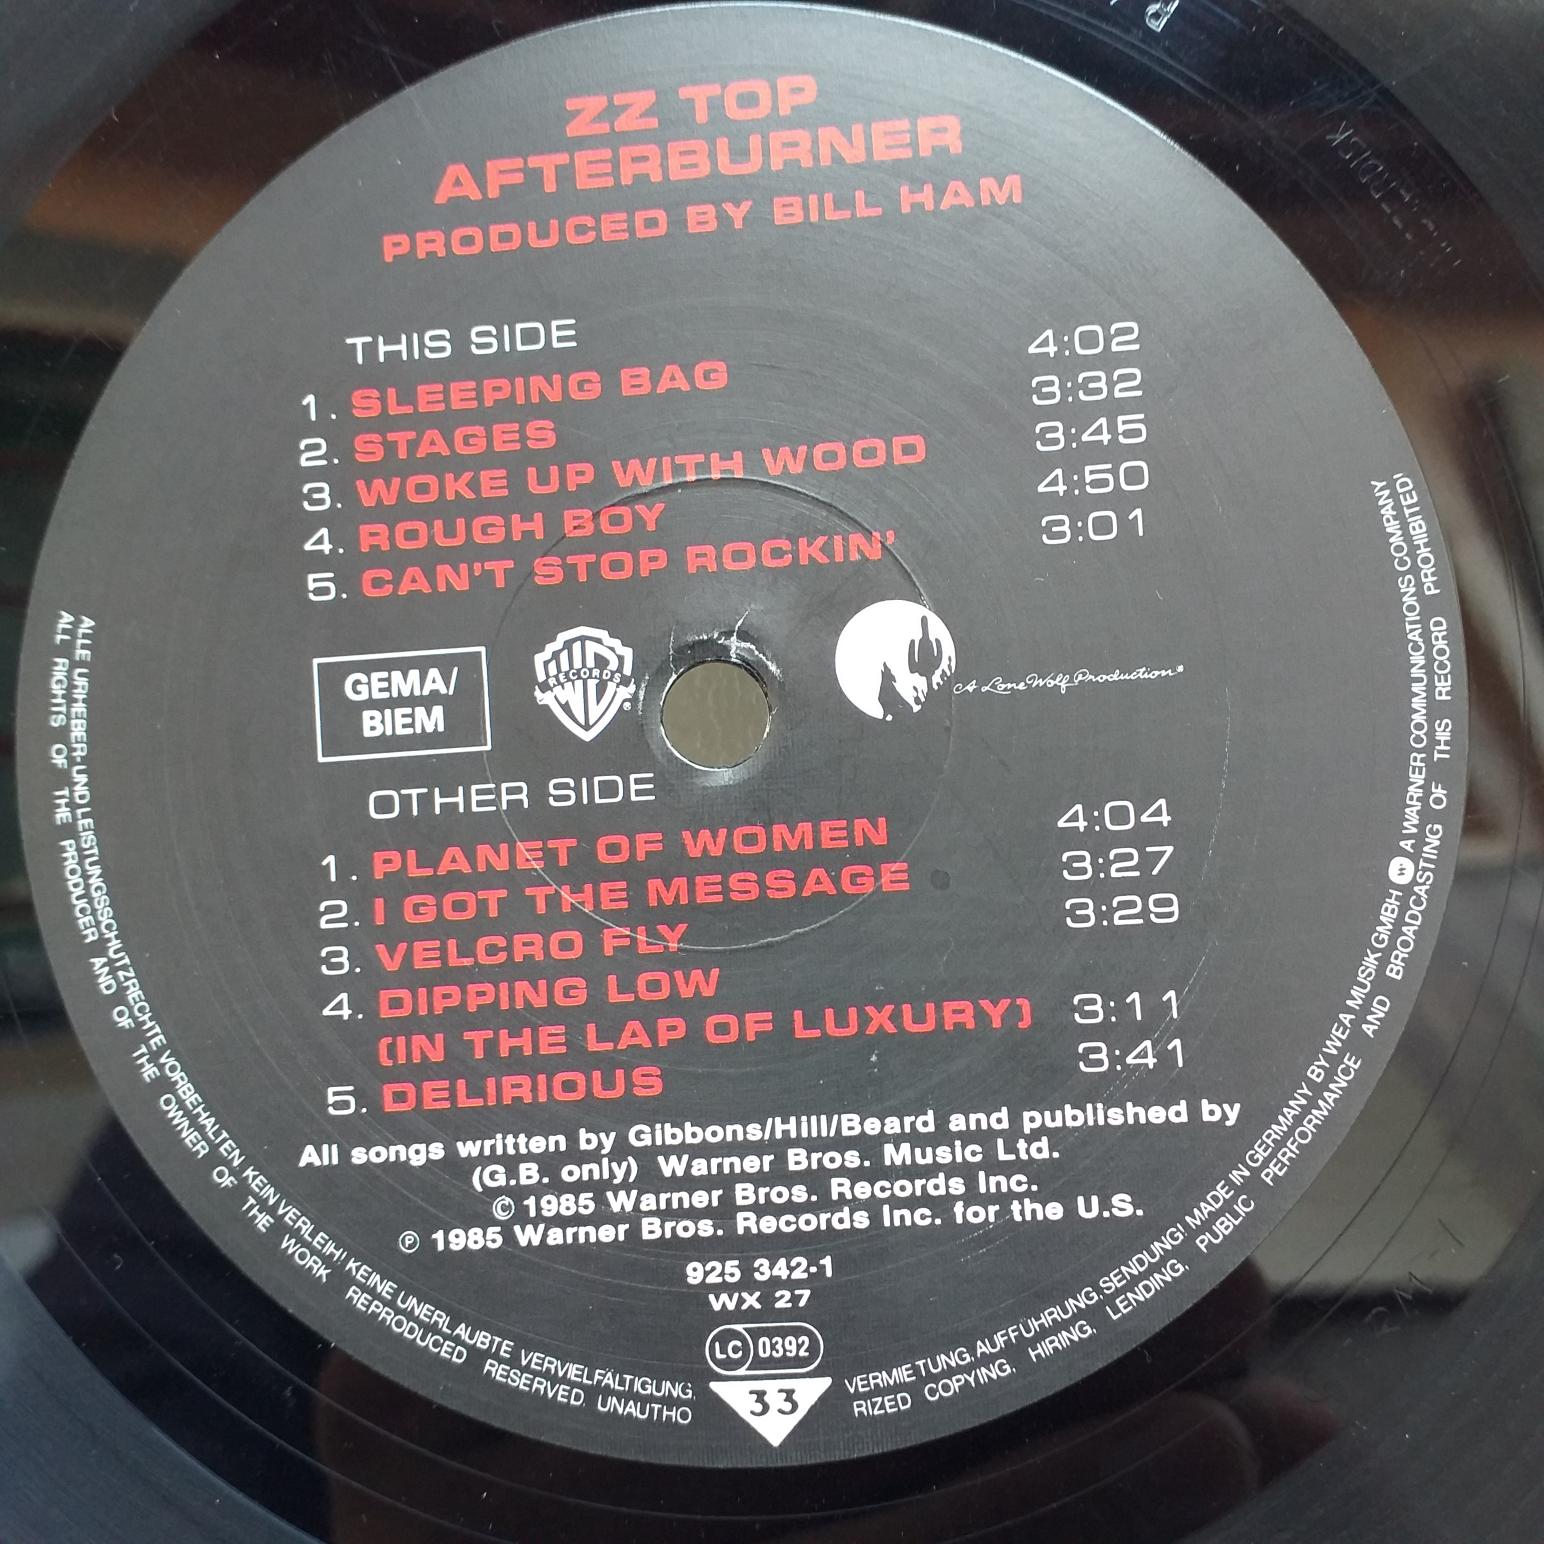 ZZ TOP
AFTERBURNER
PRODUCED BY BILL HAM
THIS SIDE
1. SLEEPING BAG 4:02
2. STAGES 3:32
3. WOKE UP WITH WOOD 3:45
4. ROUGH BOY 4:50
5. CAN'T STOP ROCKIN' 3:01
GEMA/
BIEM
RECORDS
A Lone Wolf Production
OTHER SIDE
1. PLANET OF WOMEN 4:04
2. I GOT THE MESSAGE 3:27
3. VELCRO FLY 3:29
4. DIPPING LOW
(IN THE LAP OF LUXURY) 3:11
5. DELIRIOUS 3:41
All songs written by Gibbons/Hill/Beard and published by
(G.B. only) Warner Bros. Music Ltd.
© 1985 Warner Bros. Records Inc.
℗ 1985 Warner Bros. Records Inc. for the U.S.
925 342-1
WX 27
LC 0392
33
ALLE URHEBER- UND LEISTUNGSSCHUTZRECHTE VORBEHALTEN KEIN VERLEIH! KEINE UNERLAUBTE VERVIELFÄLTIGUNG, VERMIETUNG, AUFFÜHRUNG, SENDUNG! MADE IN GERMANY BY WEA MUSIK GMBH A WARNER COMMUNICATIONS COMPANY
ALL RIGHTS OF THE PRODUCER AND OF THE OWNER OF THE WORK REPRODUCED RESERVED. UNAUTHO RIZED COPYING, HIRING, LENDING, PUBLIC PERFORMANCE AND BROADCASTING OF THIS RECORD PROHIBITED!